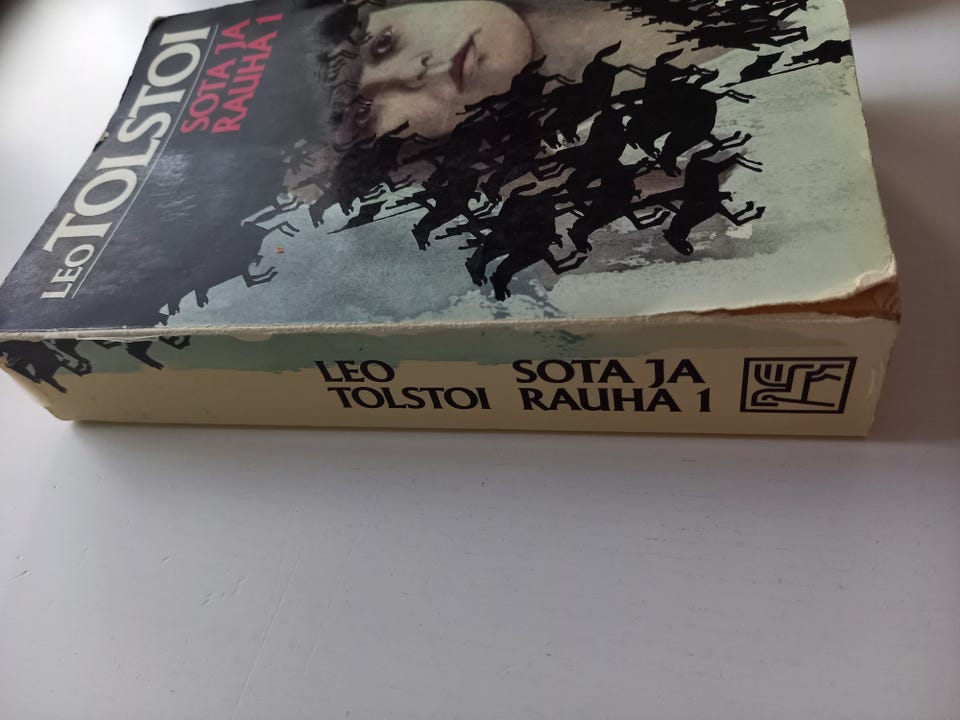 LEO TOLSTOI
SOTA JA
RAUHA 1
LEO
TOLSTOI
SOTA JA
RAUHA 1